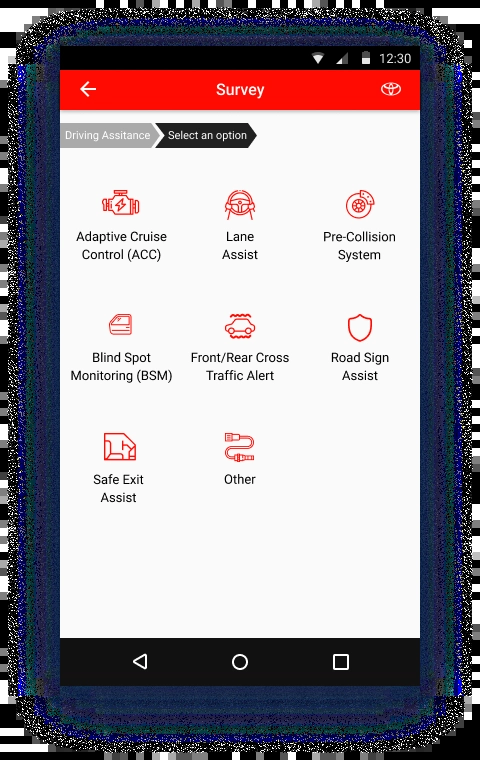 12:30
Survey
Driving Assitance
Select an option
Adaptive Cruise
Control (ACC)
Lane
Assist
Pre-Collision
System
Blind Spot
Monitoring (BSM)
Front/Rear Cross
Traffic Alert
Road Sign
Assist
Safe Exit
Assist
Other